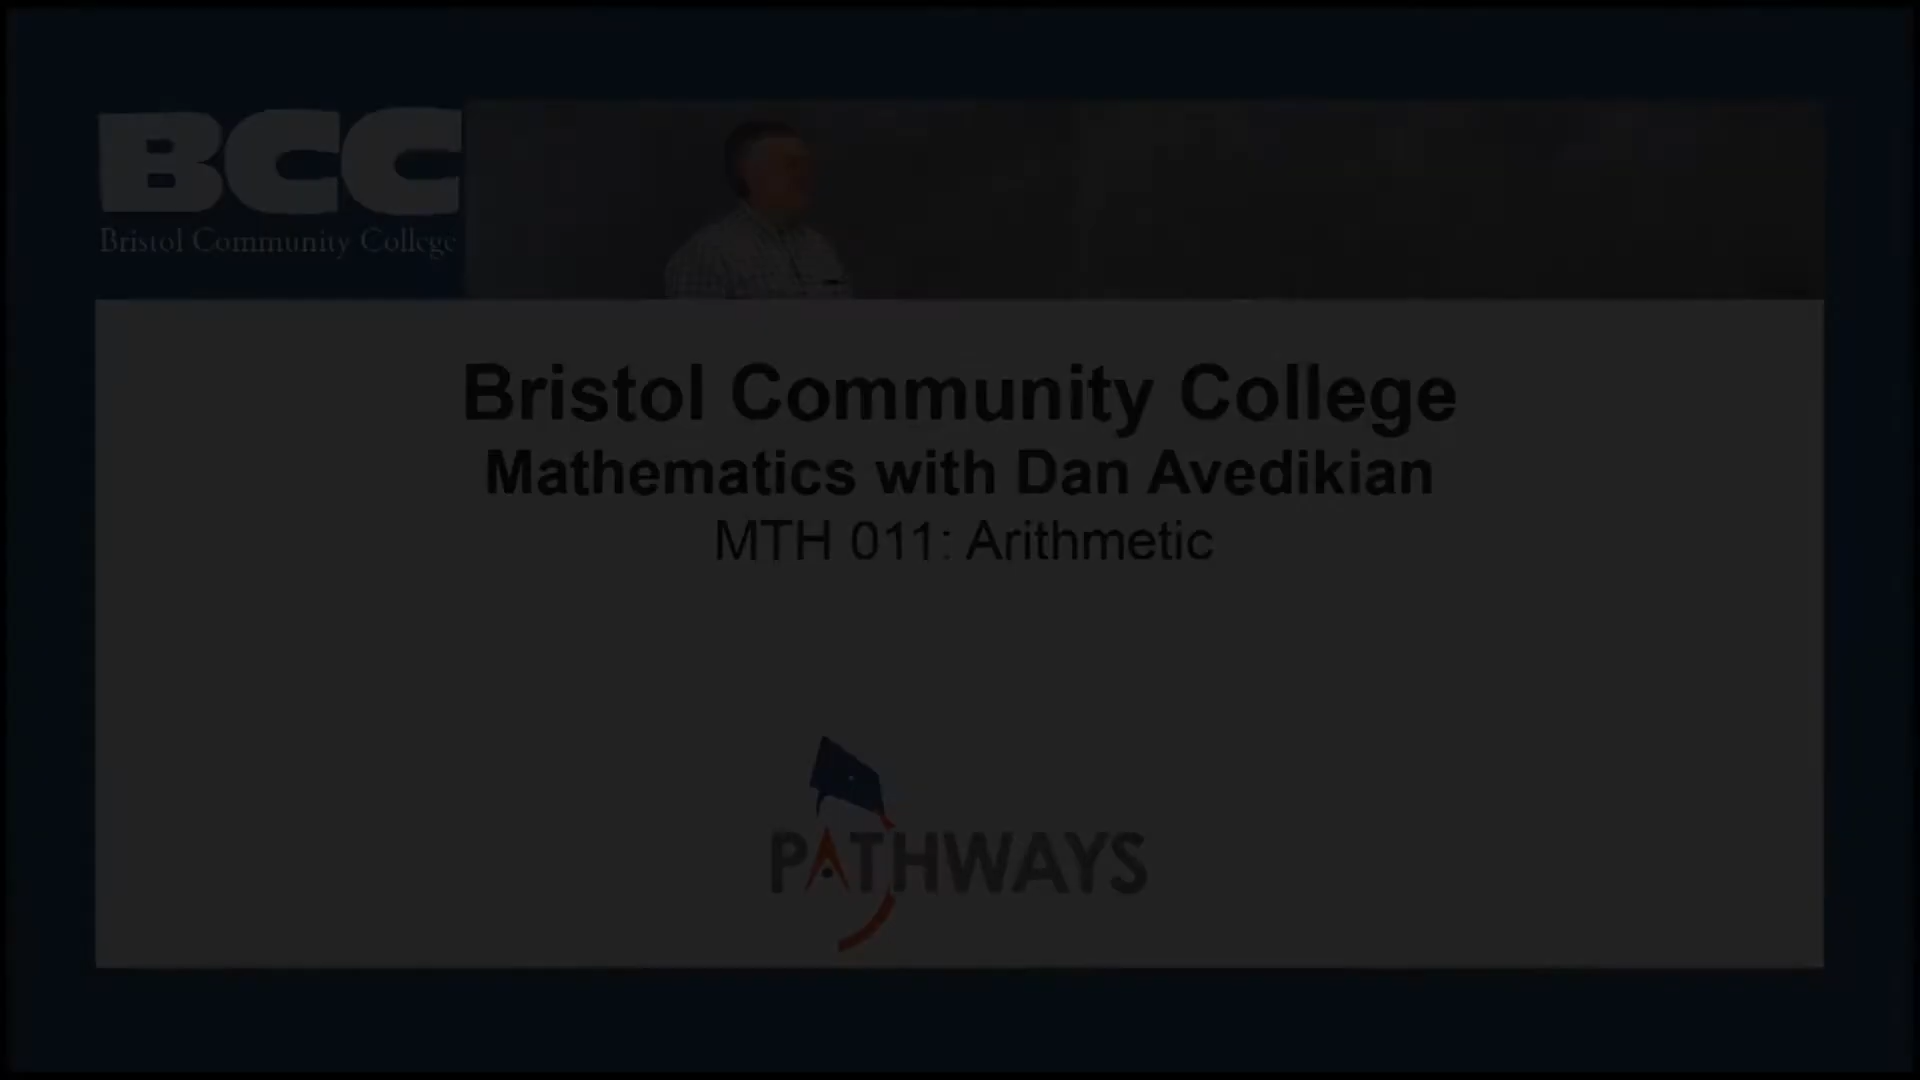 BCC
Bristol Community College
Bristol Community College
Mathematics with Dan Avedikian
MTH 011: Arithmetic
PATHWAYS